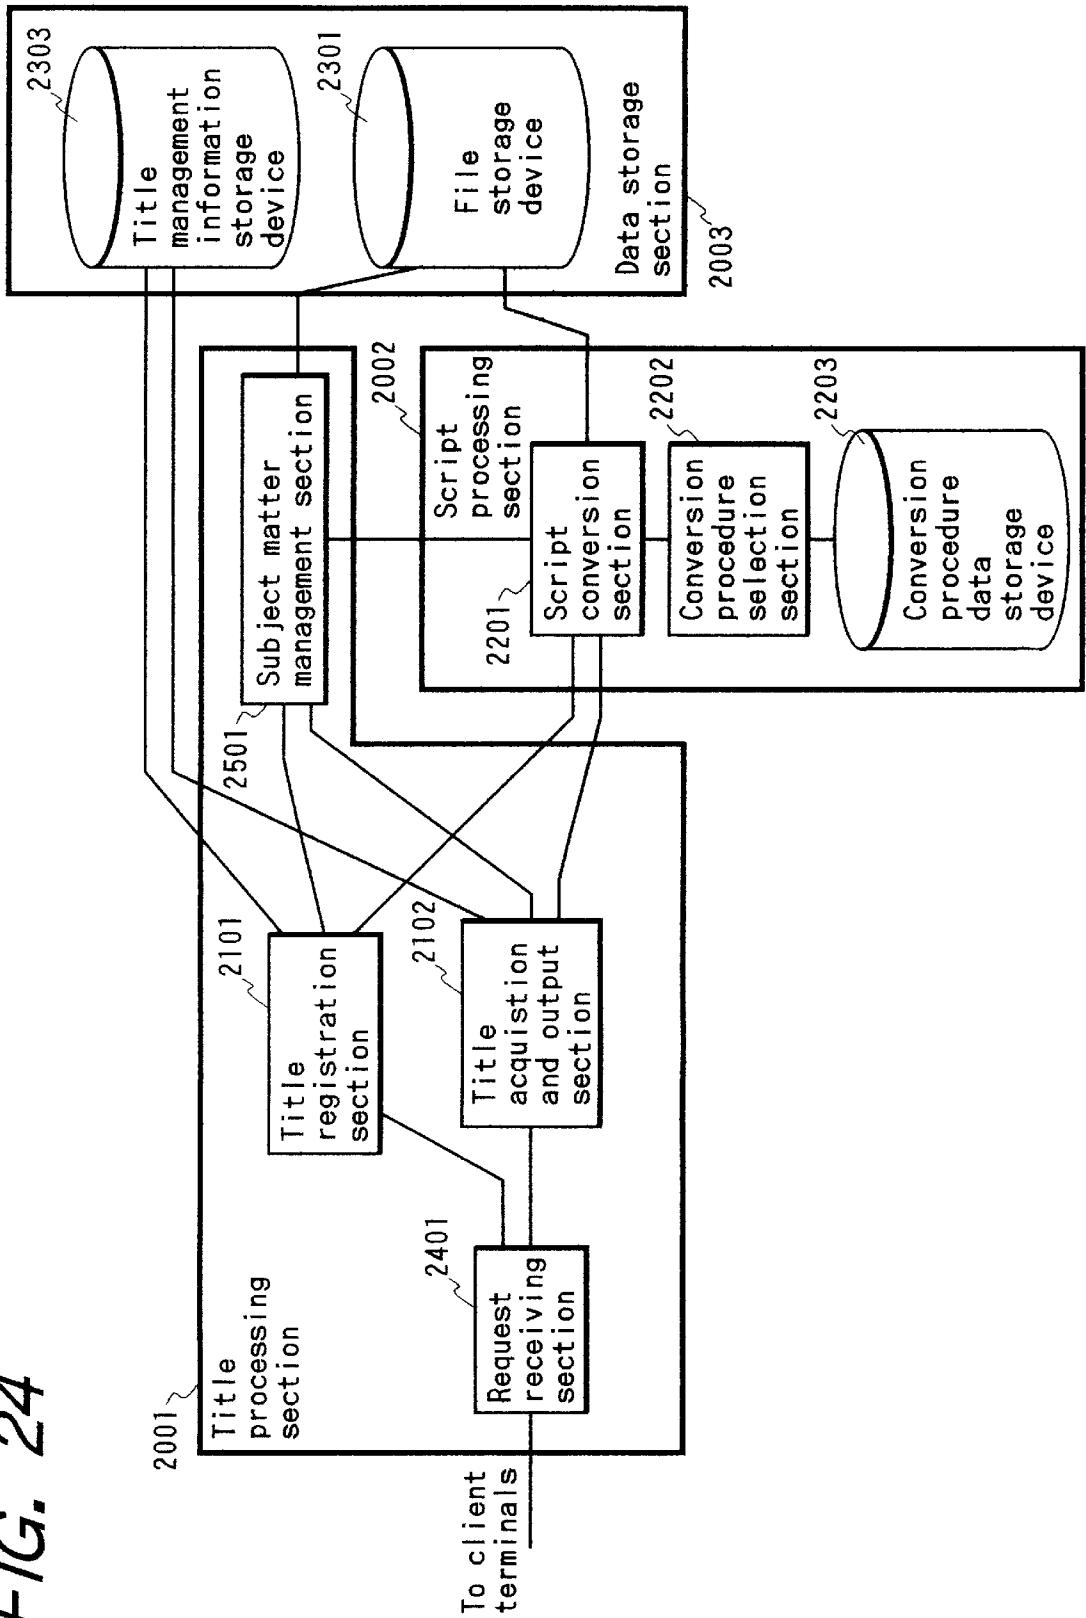 FIG. 24
2001
Title
processing
section
To client
terminals
2401
Request
receiving
section
2101
Title
registration
section
2102
Title
acquistion
and output
section
2501
Subject matter
management section
2002
Script
processing
section
2201
Script
conversion
section
2202
Conversion
procedure
selection
section
2203
Conversion
procedure
data
storage
device
2303
Title
management
information
storage
device
2301
File
storage
device
Data storage
section
2003